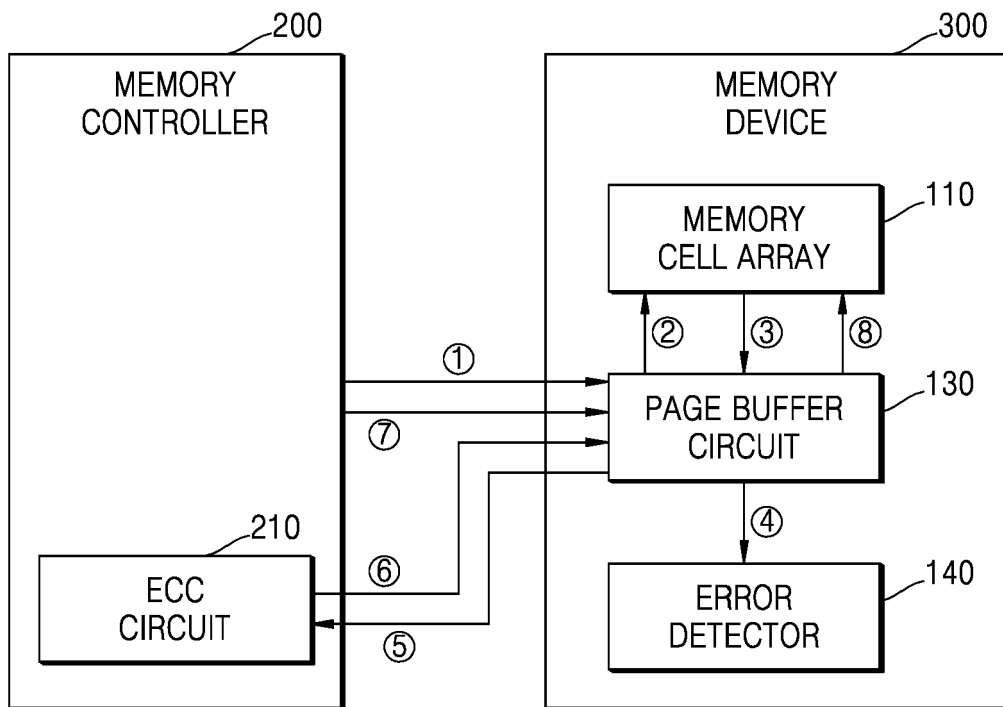 200
300
MEMORY
CONTROLLER
MEMORY
DEVICE
110
MEMORY
CELL ARRAY
② ③ ⑧
①
130
PAGE BUFFER
CIRCUIT
⑦
④
210
ECC
CIRCUIT
⑥
⑤
140
ERROR
DETECTOR